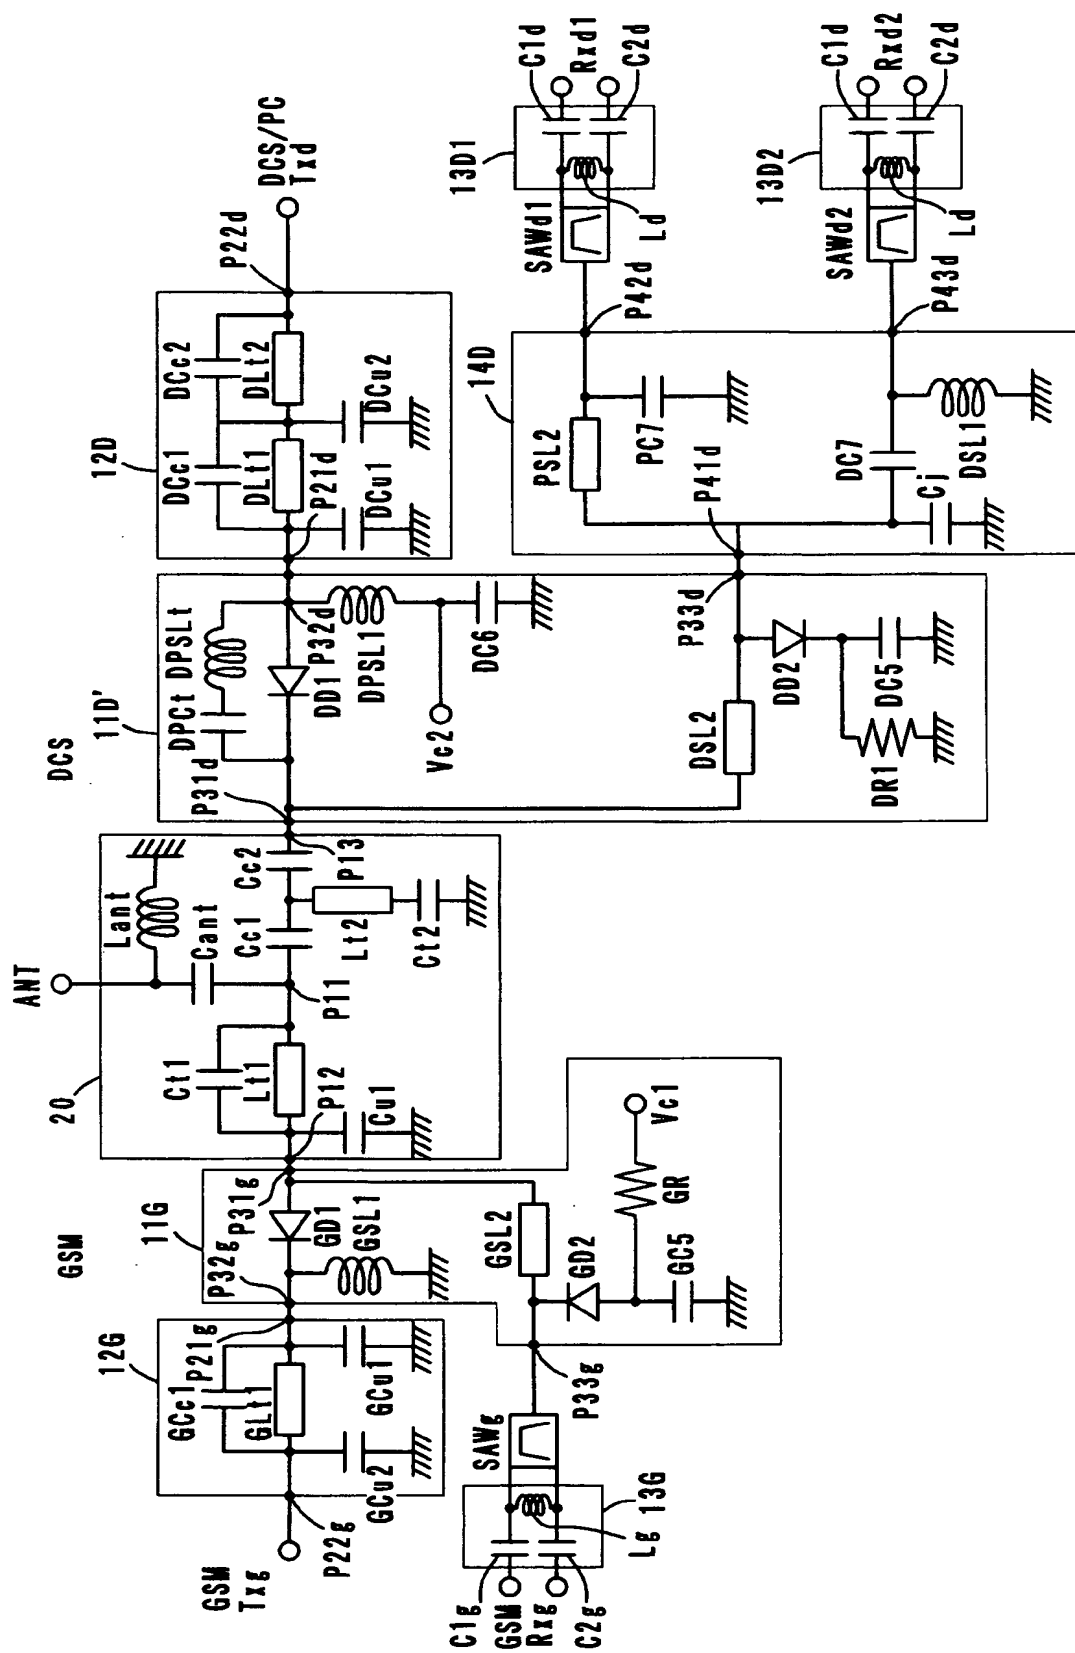 GSM
DCS
ANT
20
Lant
Cant
Ct1
Lt1
P12
Cu1
P11
Cc1
Cc2
P13
Lt2
Ct2
GSM
Txg
P22g
12G
GCc1
GLt1
P21g
GCu2
GCu1
11G
P32g
P31g
GD1
GSL1
GSL2
GD2
GR
Vc1
GC5
P33g
SAWg
13G
Lg
C1g
GSM
Rxg
C2g
11D'
P31d
DPCt
DPSLt
DD1
P32d
DPSL1
Vc2
DC6
DSL2
P33d
DD2
DC5
DR1
12D
DCc1
DCc2
DLt1
DLt2
P21d
DCu1
DCu2
P22d
DCS/PC
Txd
14D
P41d
PSL2
PC7
P42d
DC7
Cj
DSL1
P43d
SAWd1
13D1
Ld
C1d
Rxd1
C2d
SAWd2
13D2
Ld
C1d
Rxd2
C2d